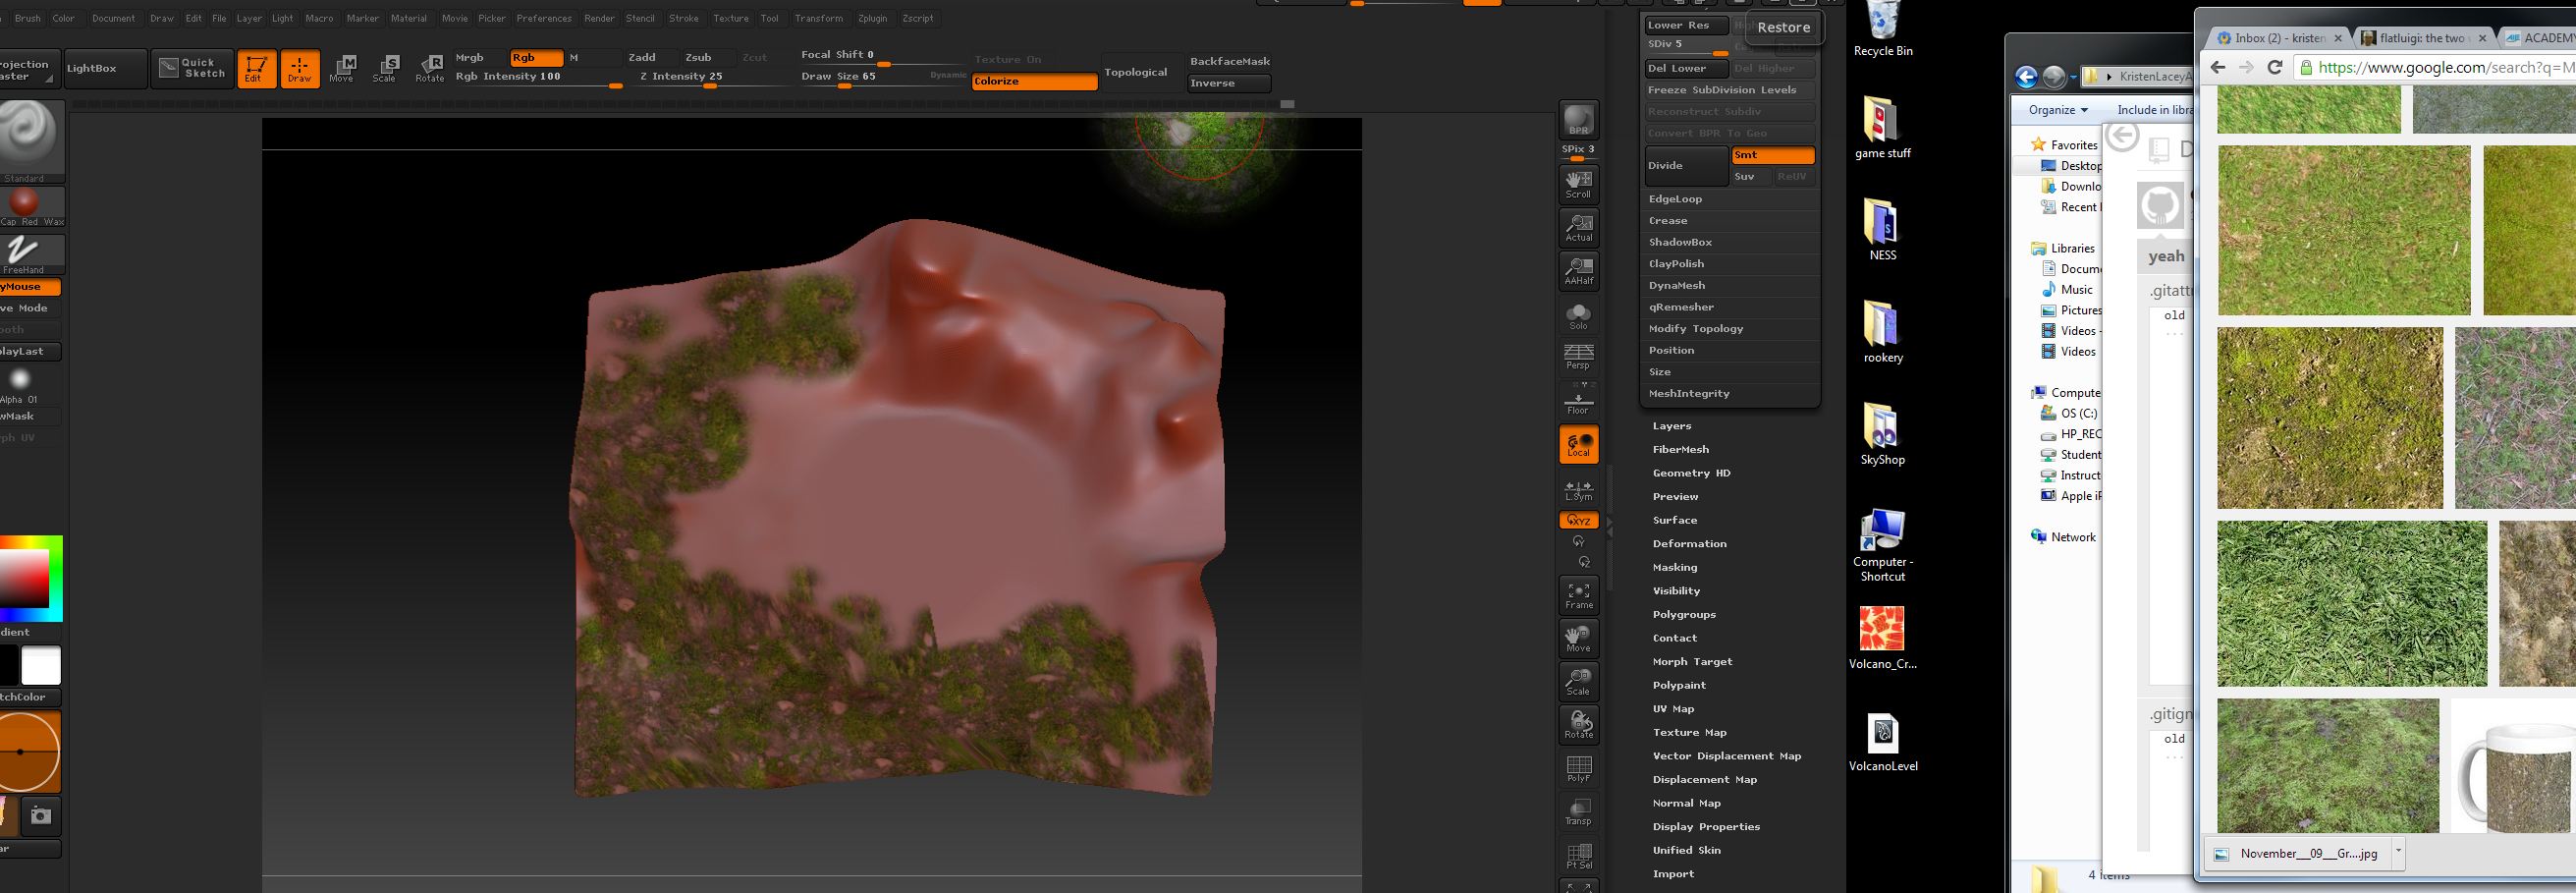 Brush Color Document Draw Edit File Layer Light Macro Marker Material Movie Picker Preferences Render Stencil Stroke Texture Tool Transform Zplugin Zscript
rojection
aster
LightBox
Quick
Sketch
Edit
Draw
Move
Scale
Rotate
Mrgb Rgb M
Rgb Intensity 100
Zadd Zsub Zcut
Z Intensity 25
Focal Shift 0
Draw Size 65
Dynamic
Texture On
Colorize
Topological
BackfaceMask
Inverse
Standard
Cap Red Wax
FreeHand
yMouse
ve Mode
ooth
playLast
Alpha 01
wMask
ph UV
dient
tchColor
ar
BPR
SPix 3
Scroll
Actual
AAHalf
Solo
Persp
Floor
Local
L.Sym
XYZ
Y
Z
Frame
Move
Scale
Rotate
PolyF
Transp
Pt Sel
Lower Res
Restore
SDiv 5
Del Lower Del Higher
Freeze SubDivision Levels
Reconstruct Subdiv
Convert BPR To Geo
Divide
Smt
Suv ReUV
EdgeLoop
Crease
ShadowBox
ClayPolish
DynaMesh
qRemesher
Modify Topology
Position
Size
MeshIntegrity
Layers
FiberMesh
Geometry HD
Preview
Surface
Deformation
Masking
Visibility
Polygroups
Contact
Morph Target
Polypaint
UV Map
Texture Map
Vector Displacement Map
Displacement Map
Normal Map
Display Properties
Unified Skin
Import
Recycle Bin
game stuff
NESS
rookery
SkyShop
Computer -
Shortcut
Volcano_Cr...
VolcanoLevel
KristenLaceyA
Organize
Include in libra
Favorites
Desktop
Downlo
Recent
Libraries
Docum
Music
Pictures
Videos -
Videos
Compute
OS (C:)
HP_REC
Student
Instruct
Apple iP
Network
4 items
D
yeah
.gitatt
old
...
.gitign
old
...
Inbox (2) - kristen
flatluigi: the two
ACADEMY
https://www.google.com/search?q=M
November__09__Gr....jpg